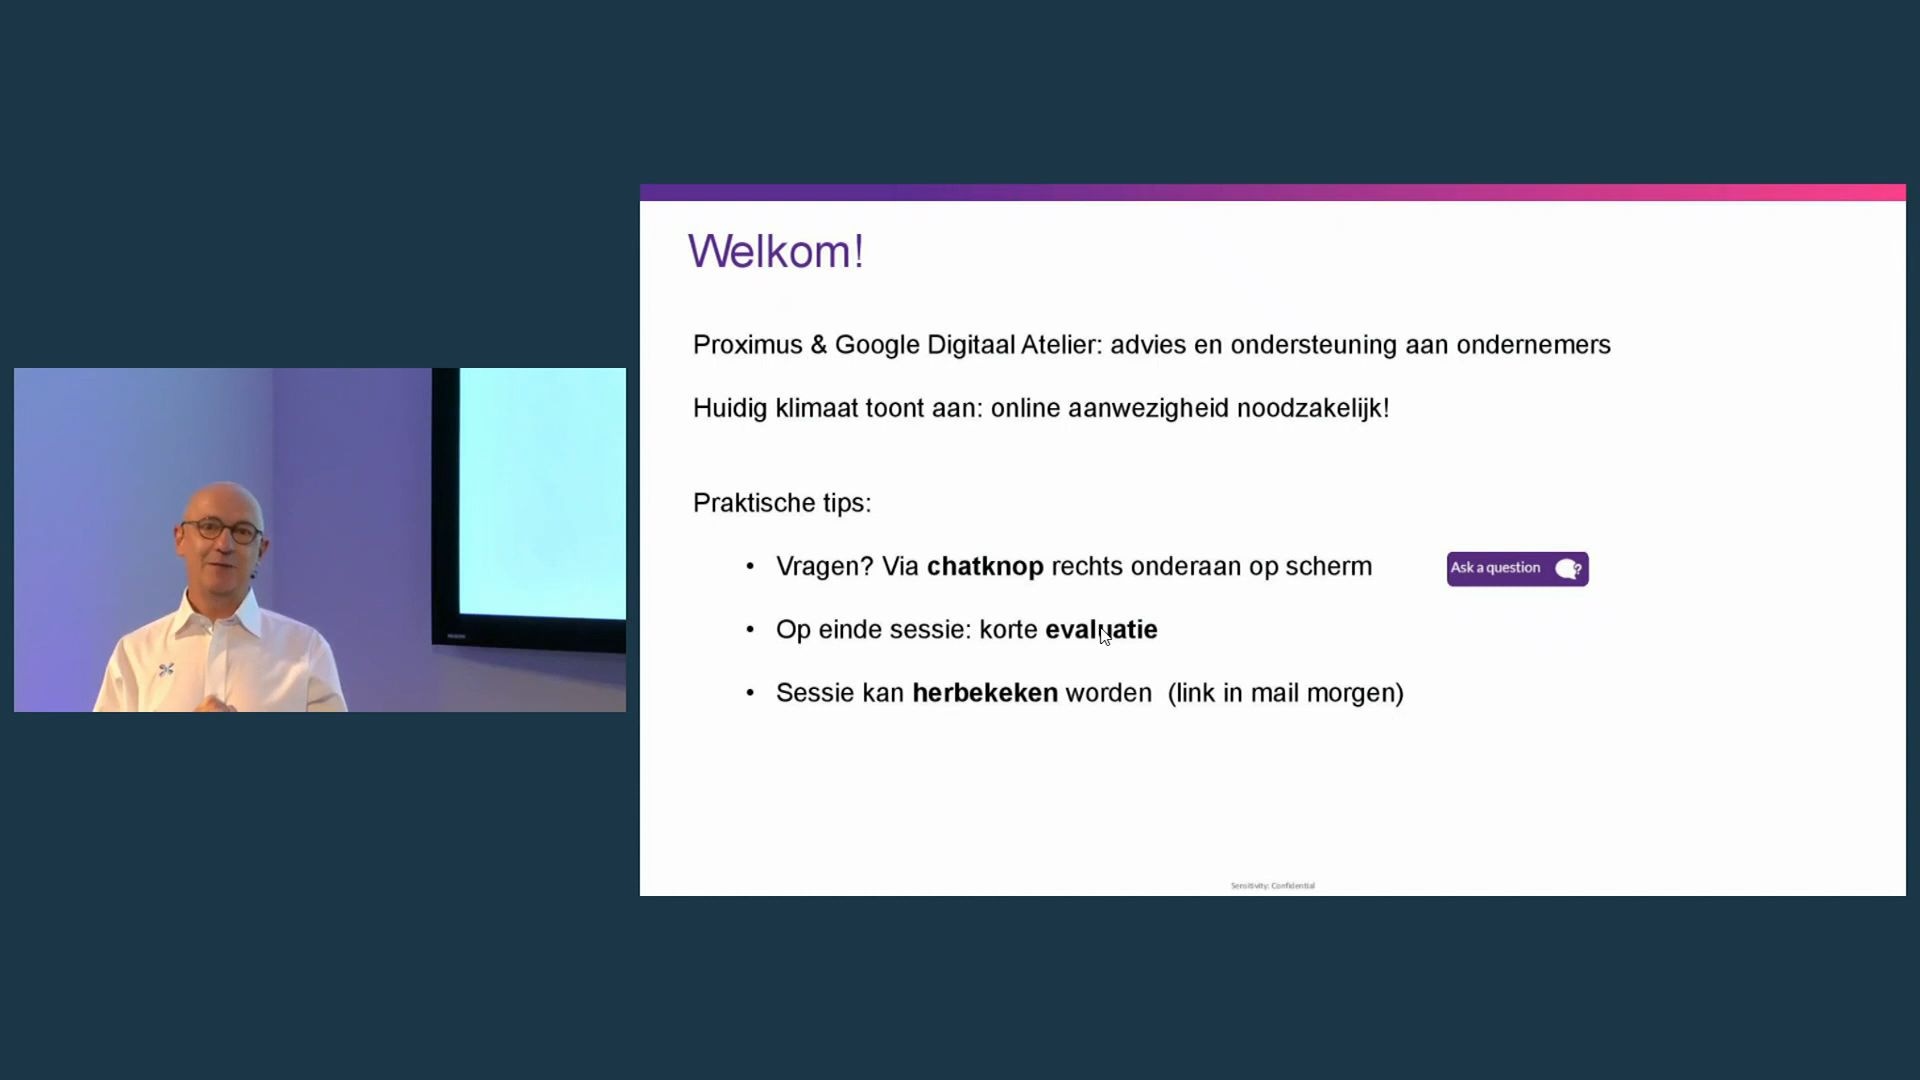 Welkom!
Proximus & Google Digitaal Atelier: advies en ondersteuning aan ondernemers
Huidig klimaat toont aan: online aanwezigheid noodzakelijk!
Praktische tips:
• Vragen? Via chatknop rechts onderaan op scherm
Ask a question
• Op einde sessie: korte evaluatie
• Sessie kan herbekeken worden (link in mail morgen)
Sensitivity: Confidential